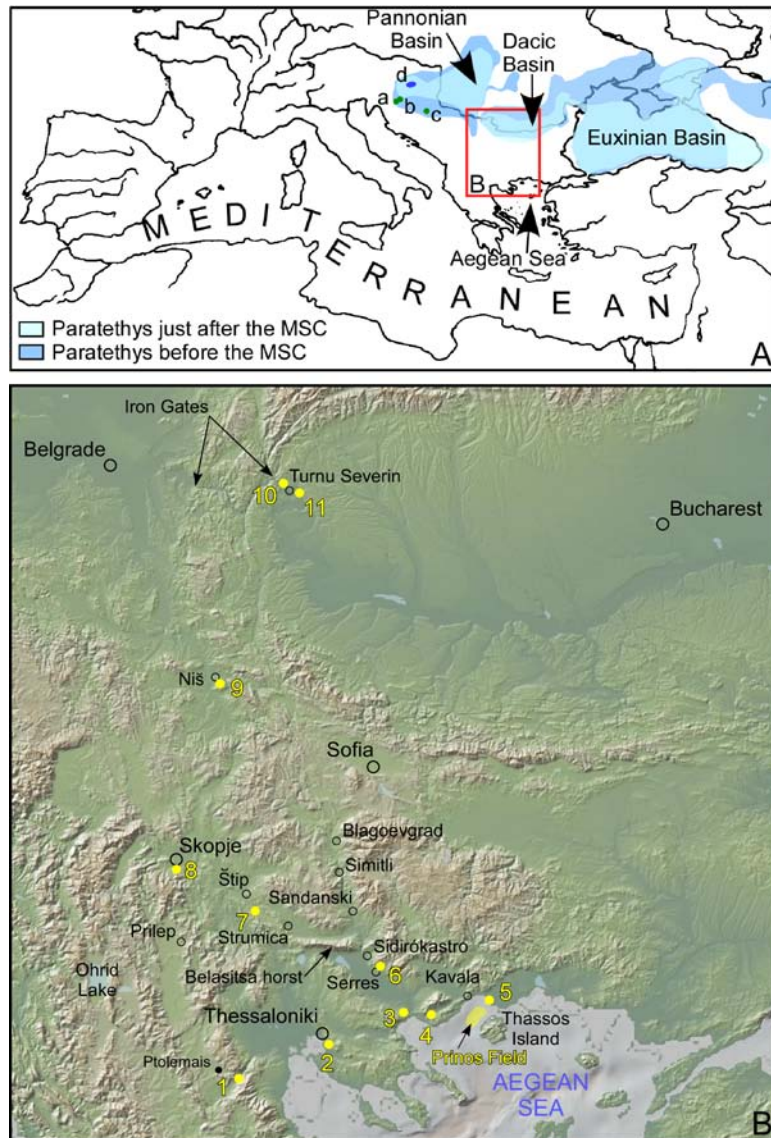 Pannonian
Basin
Dacic
Basin
d
a
b
c
Euxinian Basin
B
MEDITERRANEAN
Aegean Sea
Paratethys just after the MSC
Paratethys before the MSC
A
Iron Gates
Belgrade
Turnu Severin
10
11
Bucharest
Niš
9
Sofia
Blagoevgrad
Skopje
8
Simitli
Štip
Sandanski
7
Prilep
Strumica
Sidirókastró
Ohrid
Lake
Belasitsa horst
6
Serres
Kavala
5
3
4
Thessaloniki
Thassos
Island
2
Prinos Field
Ptolemais
1
AEGEAN
SEA
B